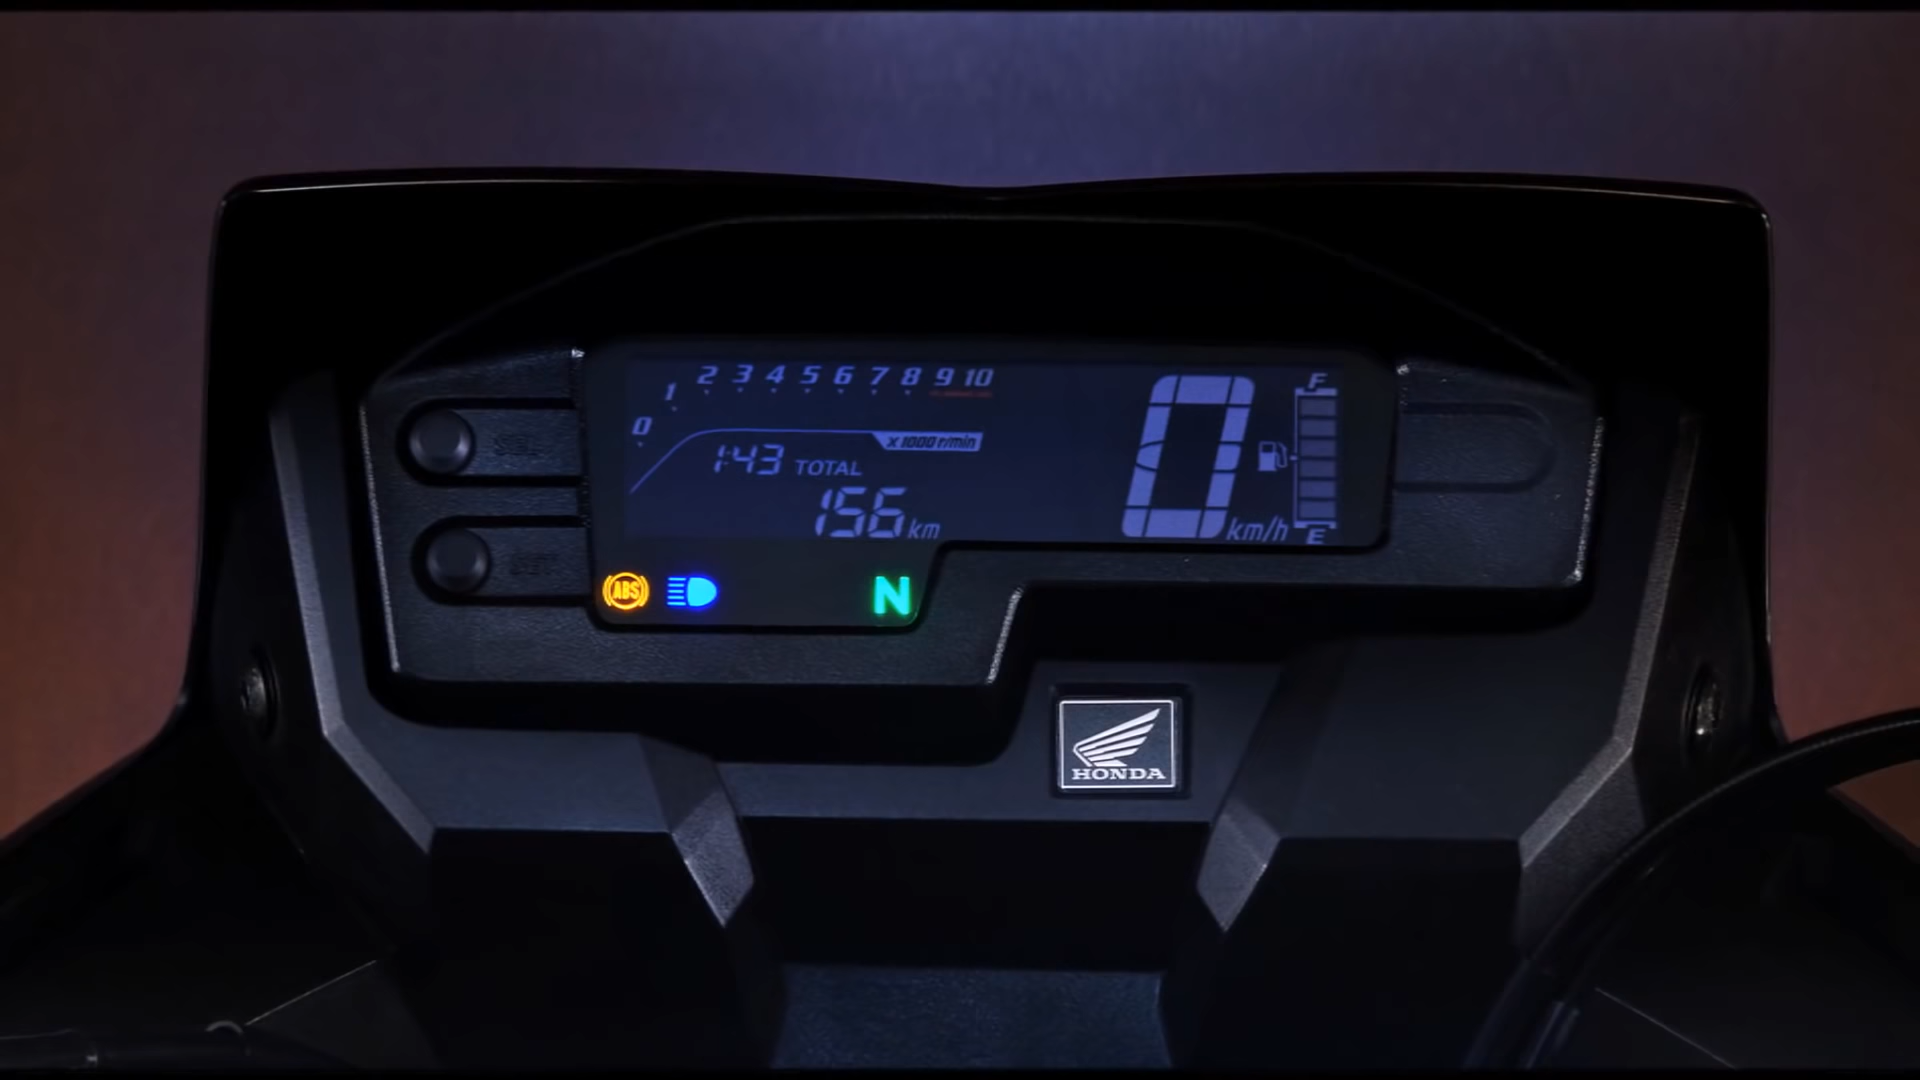 0 1 2 3 4 5 6 7 8 9 10
x 1000 r/min
1:43 TOTAL
156 km
0 km/h
F
E
SEL
ABS
N
HONDA